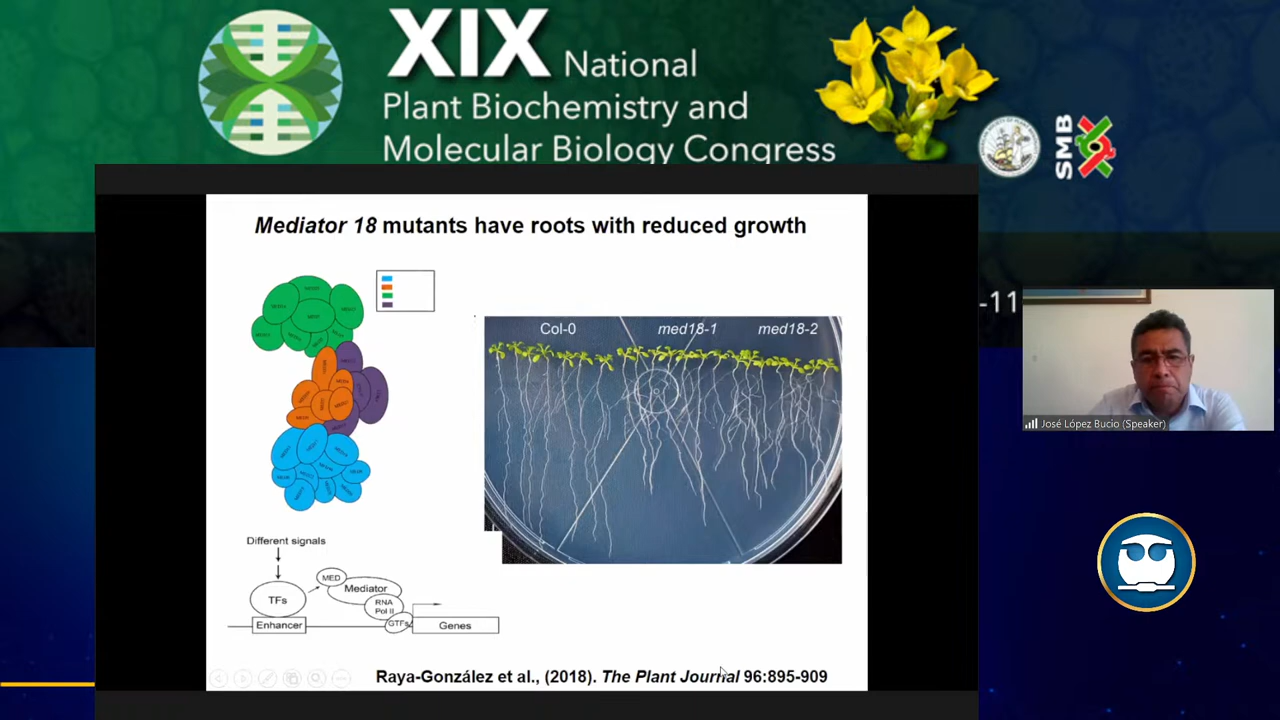 XIX National
Plant Biochemistry and
Molecular Biology Congress
SMB
Mediator 18 mutants have roots with reduced growth
Col-0
med18-1
med18-2
-11
José López Bucio (Speaker)
Different signals
TFs
MED
Mediator
RNA
Pol II
GTFs
Enhancer
Genes
Raya-González et al., (2018). The Plant Journal 96:895-909